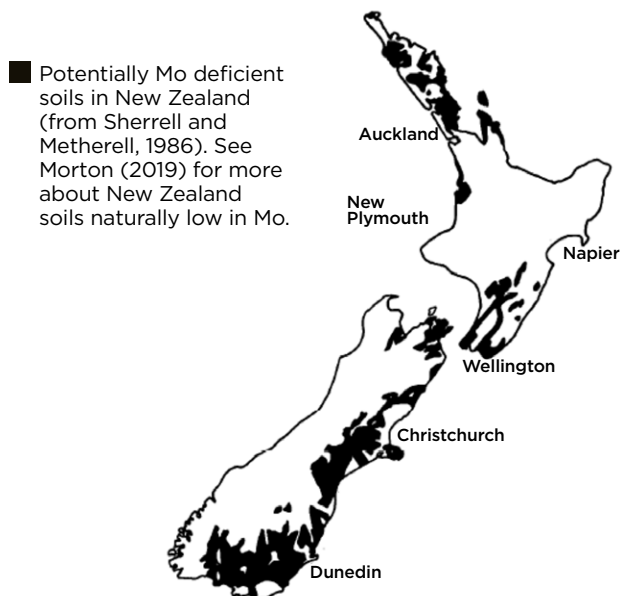 Potentially Mo deficient
soils in New Zealand
(from Sherrell and
Metherell, 1986). See
Morton (2019) for more
about New Zealand
soils naturally low in Mo.
Auckland
New
Plymouth
Napier
Wellington
Christchurch
Dunedin